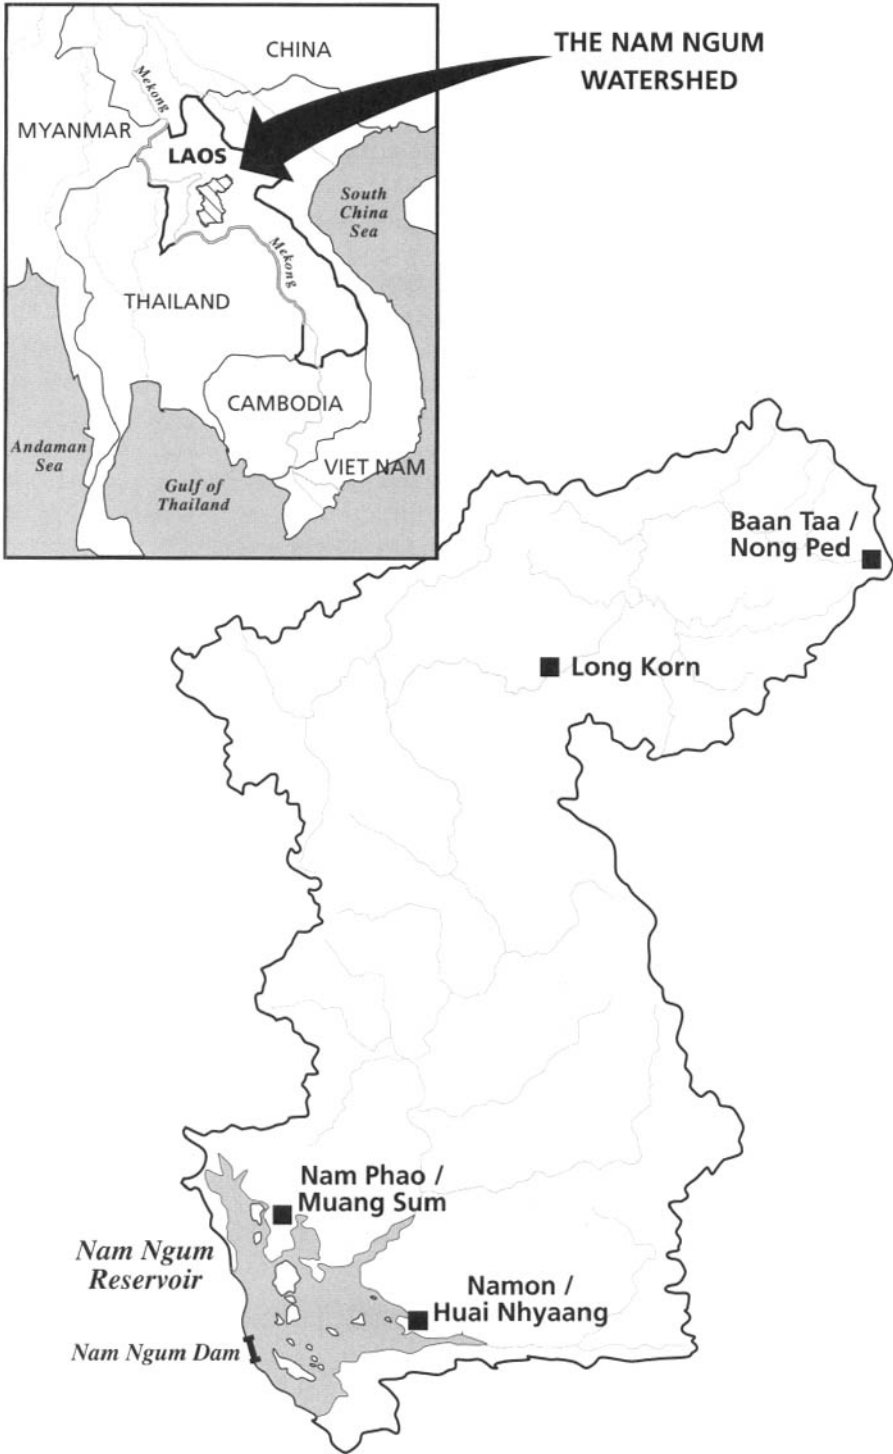 THE NAM NGUM
WATERSHED
CHINA
Mekong
MYANMAR
LAOS
South
China
Sea
Mekong
THAILAND
CAMBODIA
Andaman
Sea
VIET NAM
Gulf of
Thailand
Baan Taa /
Nong Ped
Long Korn
Nam Phao /
Muang Sum
Nam Ngum
Reservoir
Namon /
Huai Nhyaang
Nam Ngum Dam